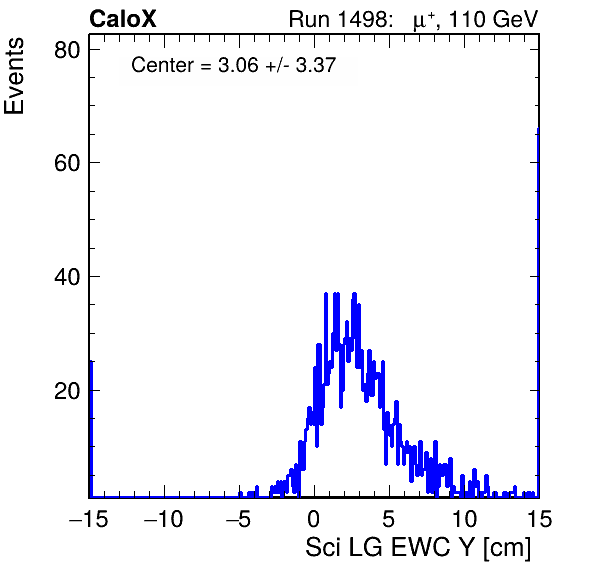 CaloX Run 1498: μ⁺, 110 GeV
Center = 3.06 +/- 3.37
Events
80
60
40
20
−15 −10 −5 0 5 10 15
Sci LG EWC Y [cm]